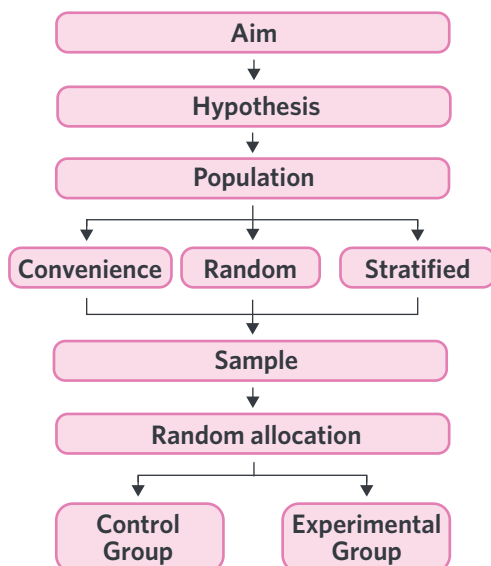 Aim
Hypothesis
Population
Convenience
Random
Stratified
Sample
Random allocation
Control
Group
Experimental
Group